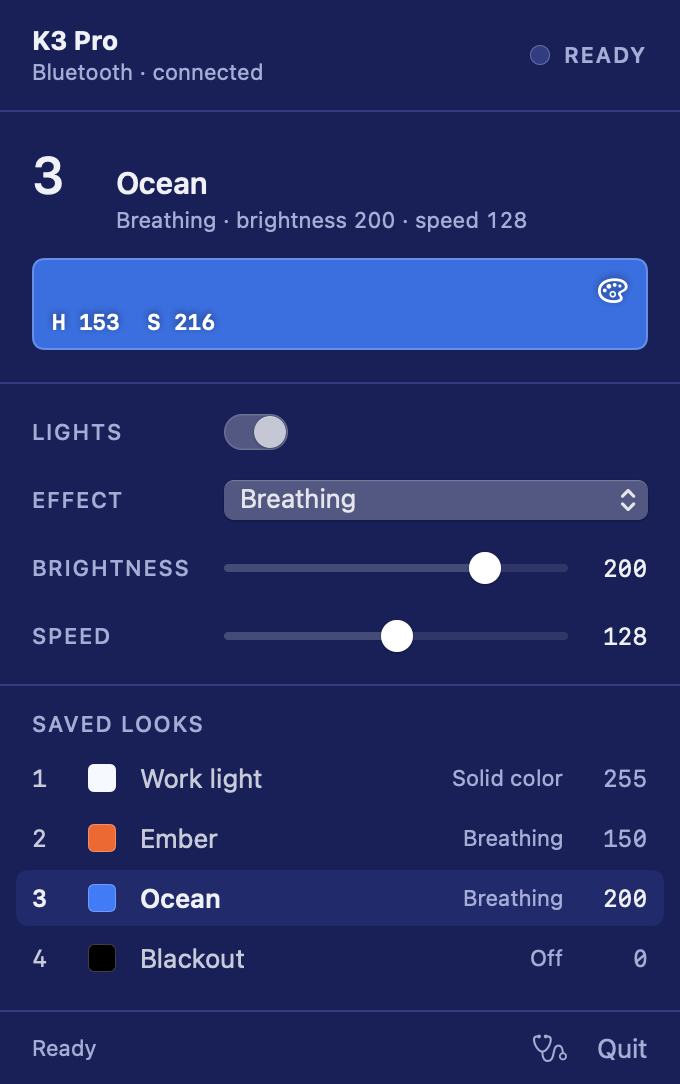 K3 Pro
Bluetooth · connected
READY
3
Ocean
Breathing · brightness 200 · speed 128
H 153 S 216
LIGHTS
EFFECT Breathing
BRIGHTNESS 200
SPEED 128
SAVED LOOKS
1 Work light Solid color 255
2 Ember Breathing 150
3 Ocean Breathing 200
4 Blackout Off 0
Ready Quit